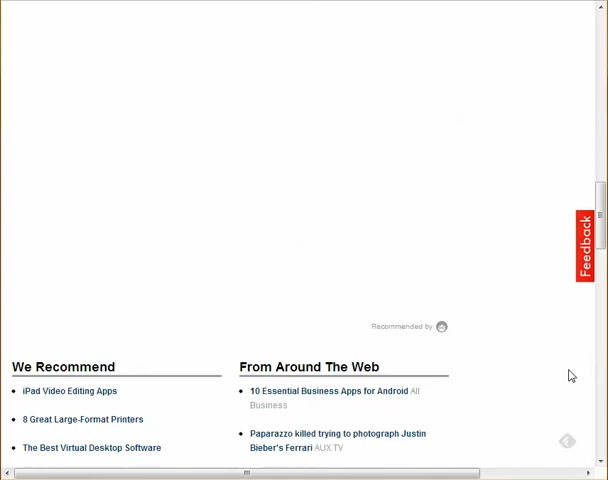 Feedback
Recommended by
We Recommend
iPad Video Editing Apps
8 Great Large-Format Printers
The Best Virtual Desktop Software
From Around The Web
10 Essential Business Apps for Android All
Business
Paparazzo killed trying to photograph Justin
Bieber's Ferrari AUX.TV